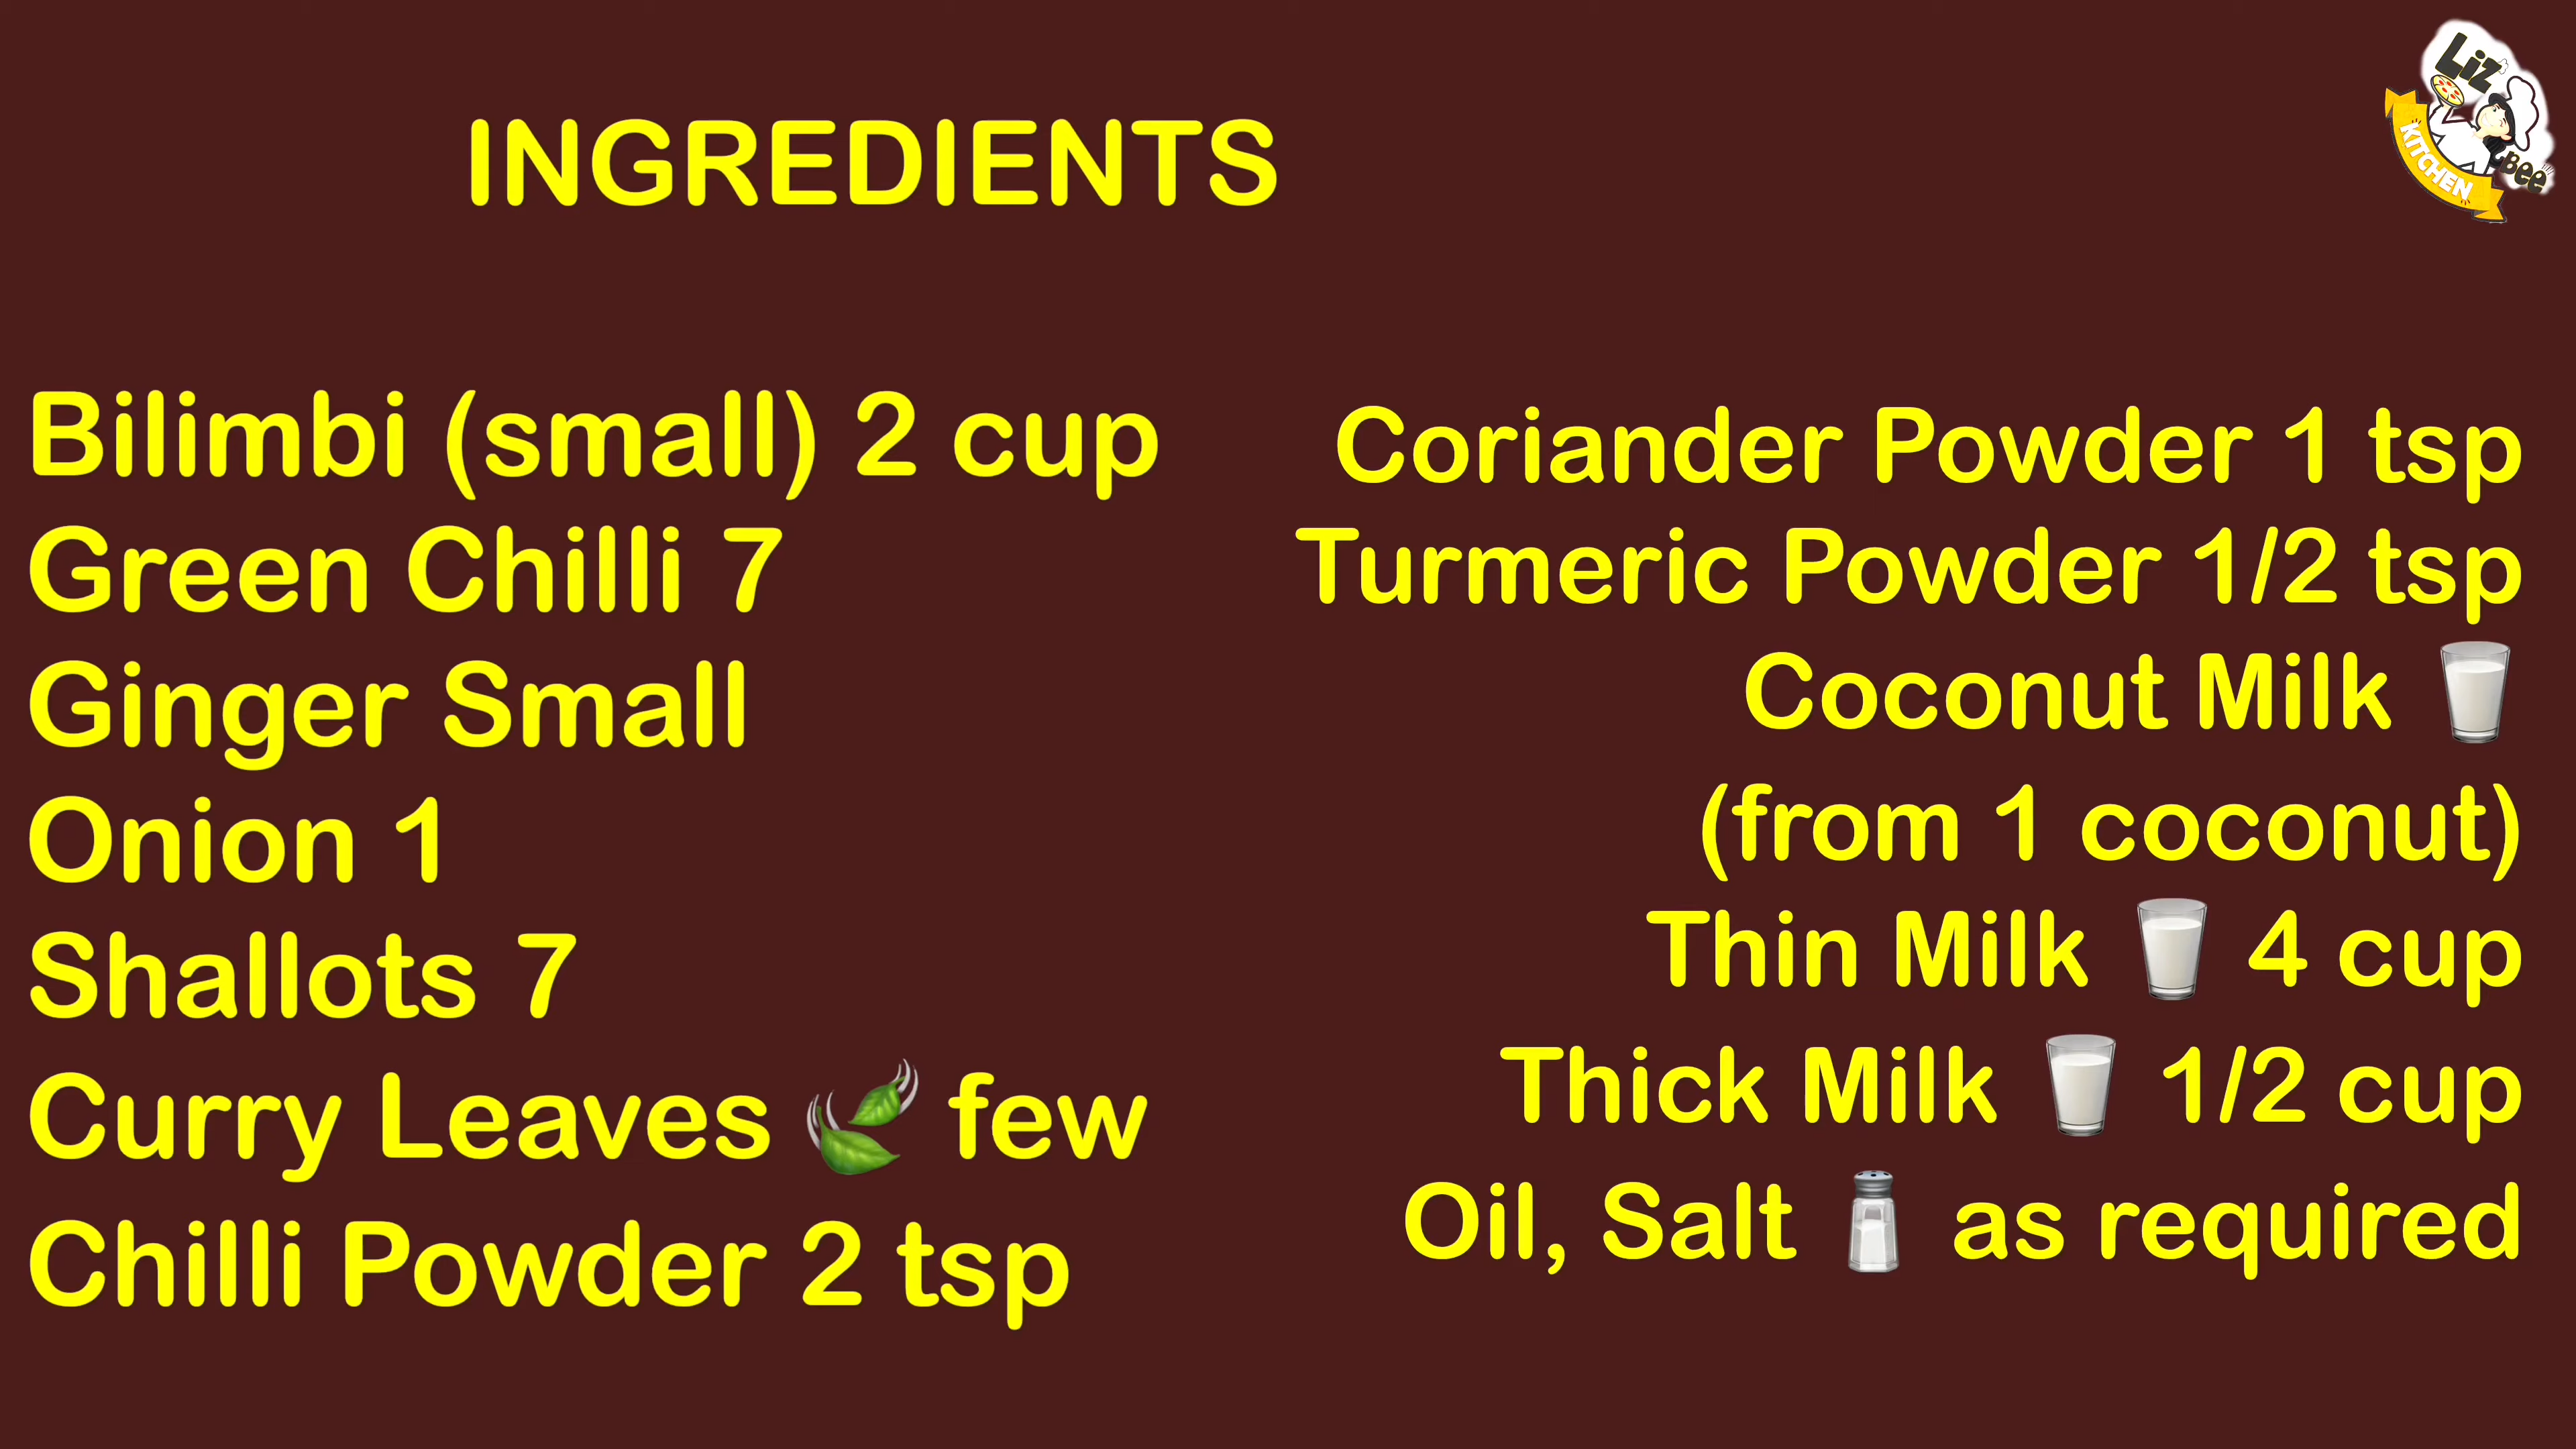 INGREDIENTS
Bilimbi (small) 2 cup
Green Chilli 7
Ginger Small
Onion 1
Shallots 7
Curry Leaves 🍃 few
Chilli Powder 2 tsp
Coriander Powder 1 tsp
Turmeric Powder 1/2 tsp
Coconut Milk 🥛
(from 1 coconut)
Thin Milk 🥛 4 cup
Thick Milk 🥛 1/2 cup
Oil, Salt 🧂 as required
Liz
Bee
KITCHEN